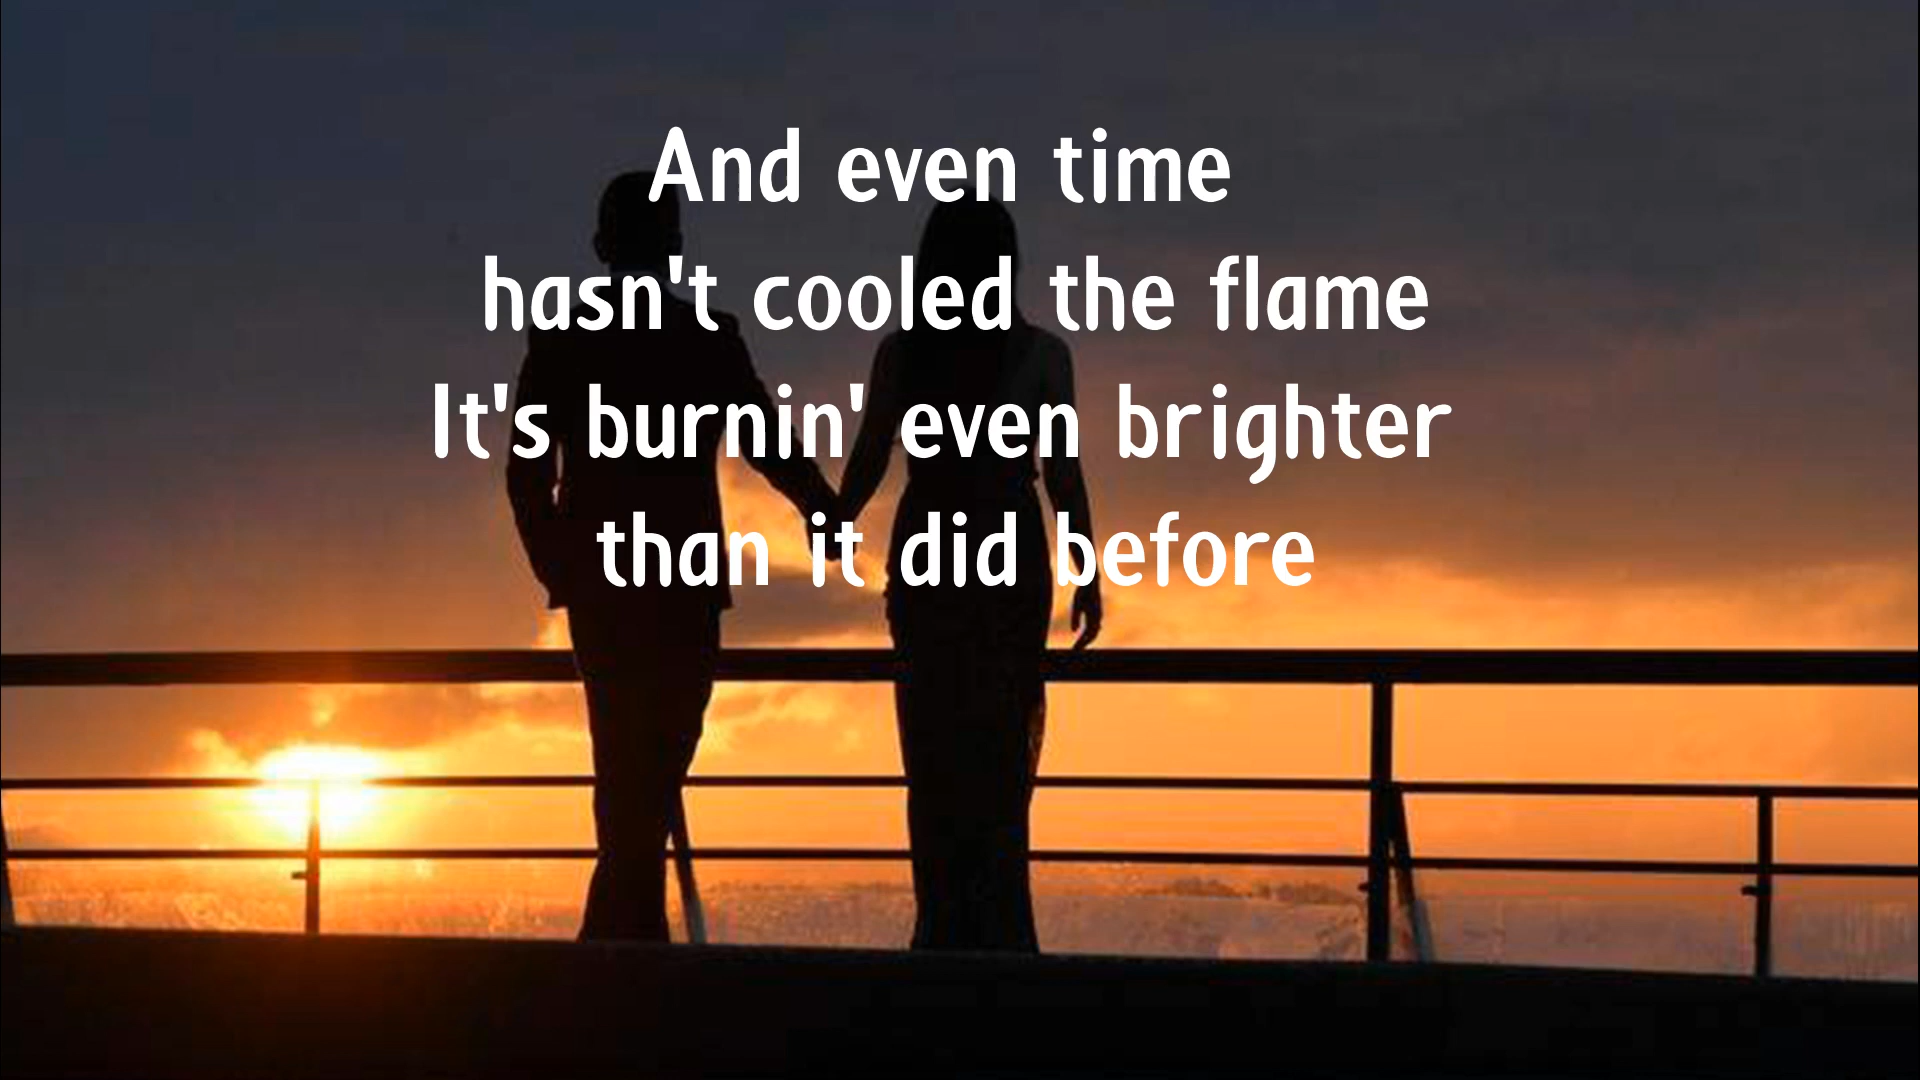 And even time
hasn't cooled the flame
It's burnin' even brighter
than it did before